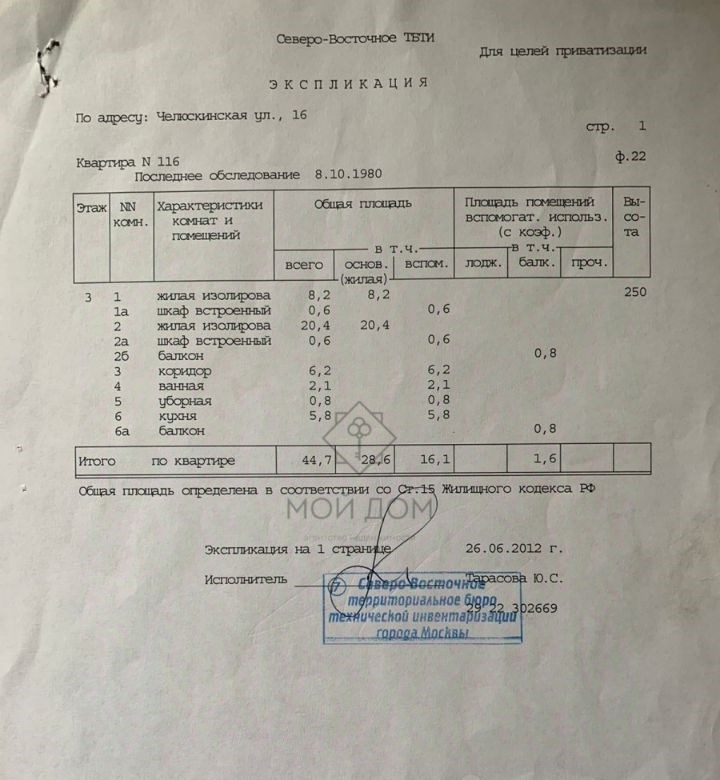 Северо-Восточное ТБТИ
Для целей приватизации
ЭКСПЛИКАЦИЯ
По адресу: Челюскинская ул., 16
стр. 1
Квартира N 116
ф.22
Последнее обследование 8.10.1980
Этаж NN комн. Характеристики комнат и помещений Общая площадь Площадь помещений вспомогат. использ. (с коэф.) Вы-со-та
в т.ч. в т.ч.
всего основ. (жилая) вспом. лодж. балк. проч.
3 1 жилая изолирова 8,2 8,2 250
1а шкаф встроенный 0,6 0,6
2 жилая изолирова 20,4 20,4
2а шкаф встроенный 0,6 0,6
2б балкон 0,8
3 коридор 6,2 6,2
4 ванная 2,1 2,1
5 уборная 0,8 0,8
6 кухня 5,8 5,8
6а балкон 0,8
Итого по квартире 44,7 28,6 16,1 1,6
Общая площадь определена в соответствии со Ст.15 Жилищного кодекса РФ
МОЙ ДОМ
Экспликация на 1 странице 26.06.2012 г.
Исполнитель Тарасова Ю.С.
29 22 302669
7 Северо-Восточное
территориальное бюро
технической инвентаризации
города Москвы